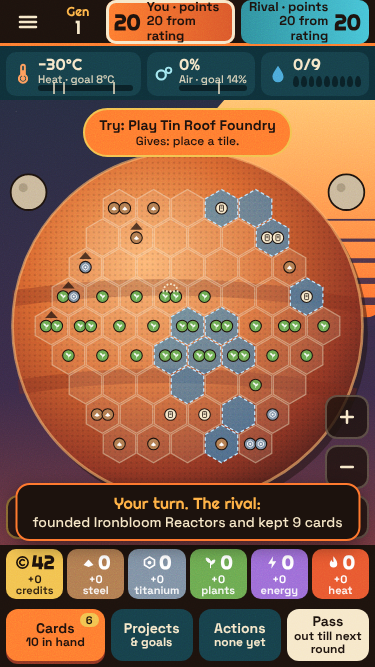 Gen
1
20
You · points
20 from
rating
Rival · points
20 from
rating
20
-30°C
Heat · goal 8°C
0%
Air · goal 14%
0/9
Try: Play Tin Roof Foundry
Gives: place a tile.
+
−
Your turn. The rival:
founded Ironbloom Reactors and kept 9 cards
©42
+0
credits
0
+0
steel
0
+0
titanium
0
+0
plants
0
+0
energy
0
+0
heat
Cards
10 in hand
6
Projects
& goals
Actions
none yet
Pass
out till next
round